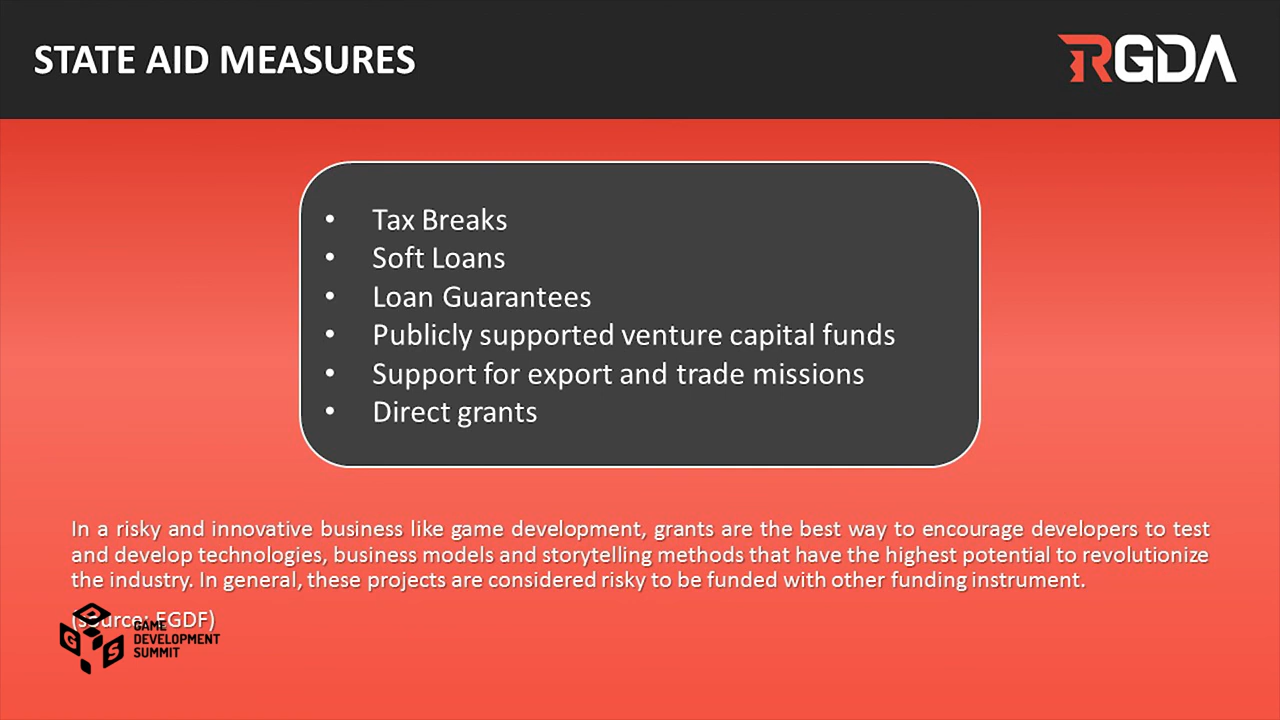 STATE AID MEASURES
RGDA
• Tax Breaks
• Soft Loans
• Loan Guarantees
• Publicly supported venture capital funds
• Support for export and trade missions
• Direct grants
In a risky and innovative business like game development, grants are the best way to encourage developers to test
and develop technologies, business models and storytelling methods that have the highest potential to revolutionize
the industry. In general, these projects are considered risky to be funded with other funding instrument.
(source: EGDF)
GDS
GAME
DEVELOPMENT
SUMMIT